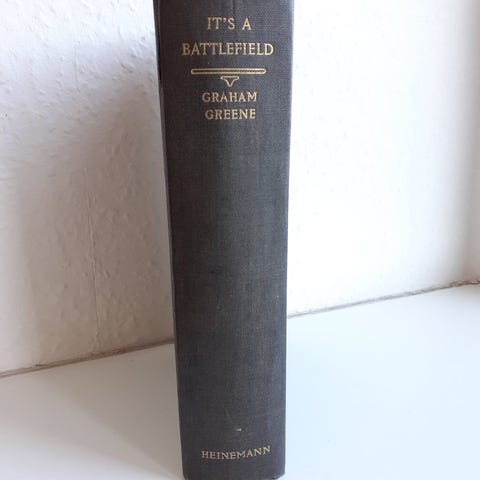 IT'S A
BATTLEFIELD
GRAHAM
GREENE
HEINEMANN